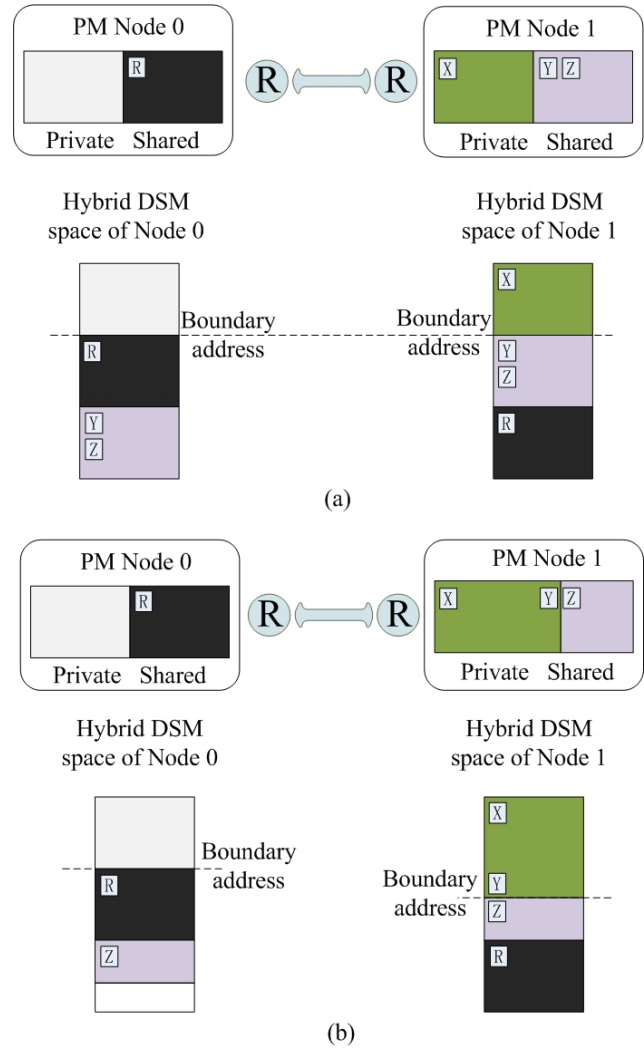 PM Node 0
R
Private Shared
R
R
PM Node 1
X
Y Z
Private Shared
Hybrid DSM
space of Node 0
Hybrid DSM
space of Node 1
Boundary
address
Boundary
address
R
Y
Z
X
Y
Z
R
(a)
PM Node 0
R
Private Shared
R
R
PM Node 1
X
Y Z
Private Shared
Hybrid DSM
space of Node 0
Hybrid DSM
space of Node 1
Boundary
address
R
Z
X
Y
Boundary
address
Z
R
(b)